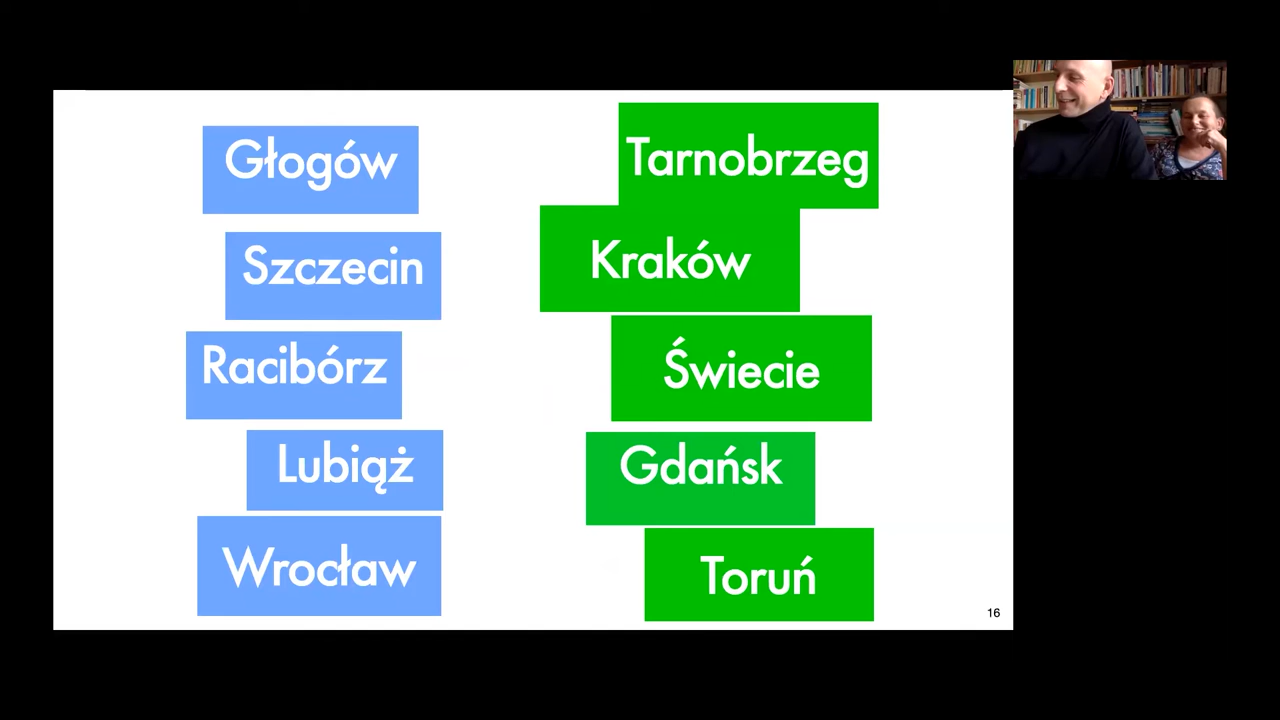 Głogów
Szczecin
Racibórz
Lubiąż
Wrocław
Tarnobrzeg
Kraków
Świecie
Gdańsk
Toruń
16